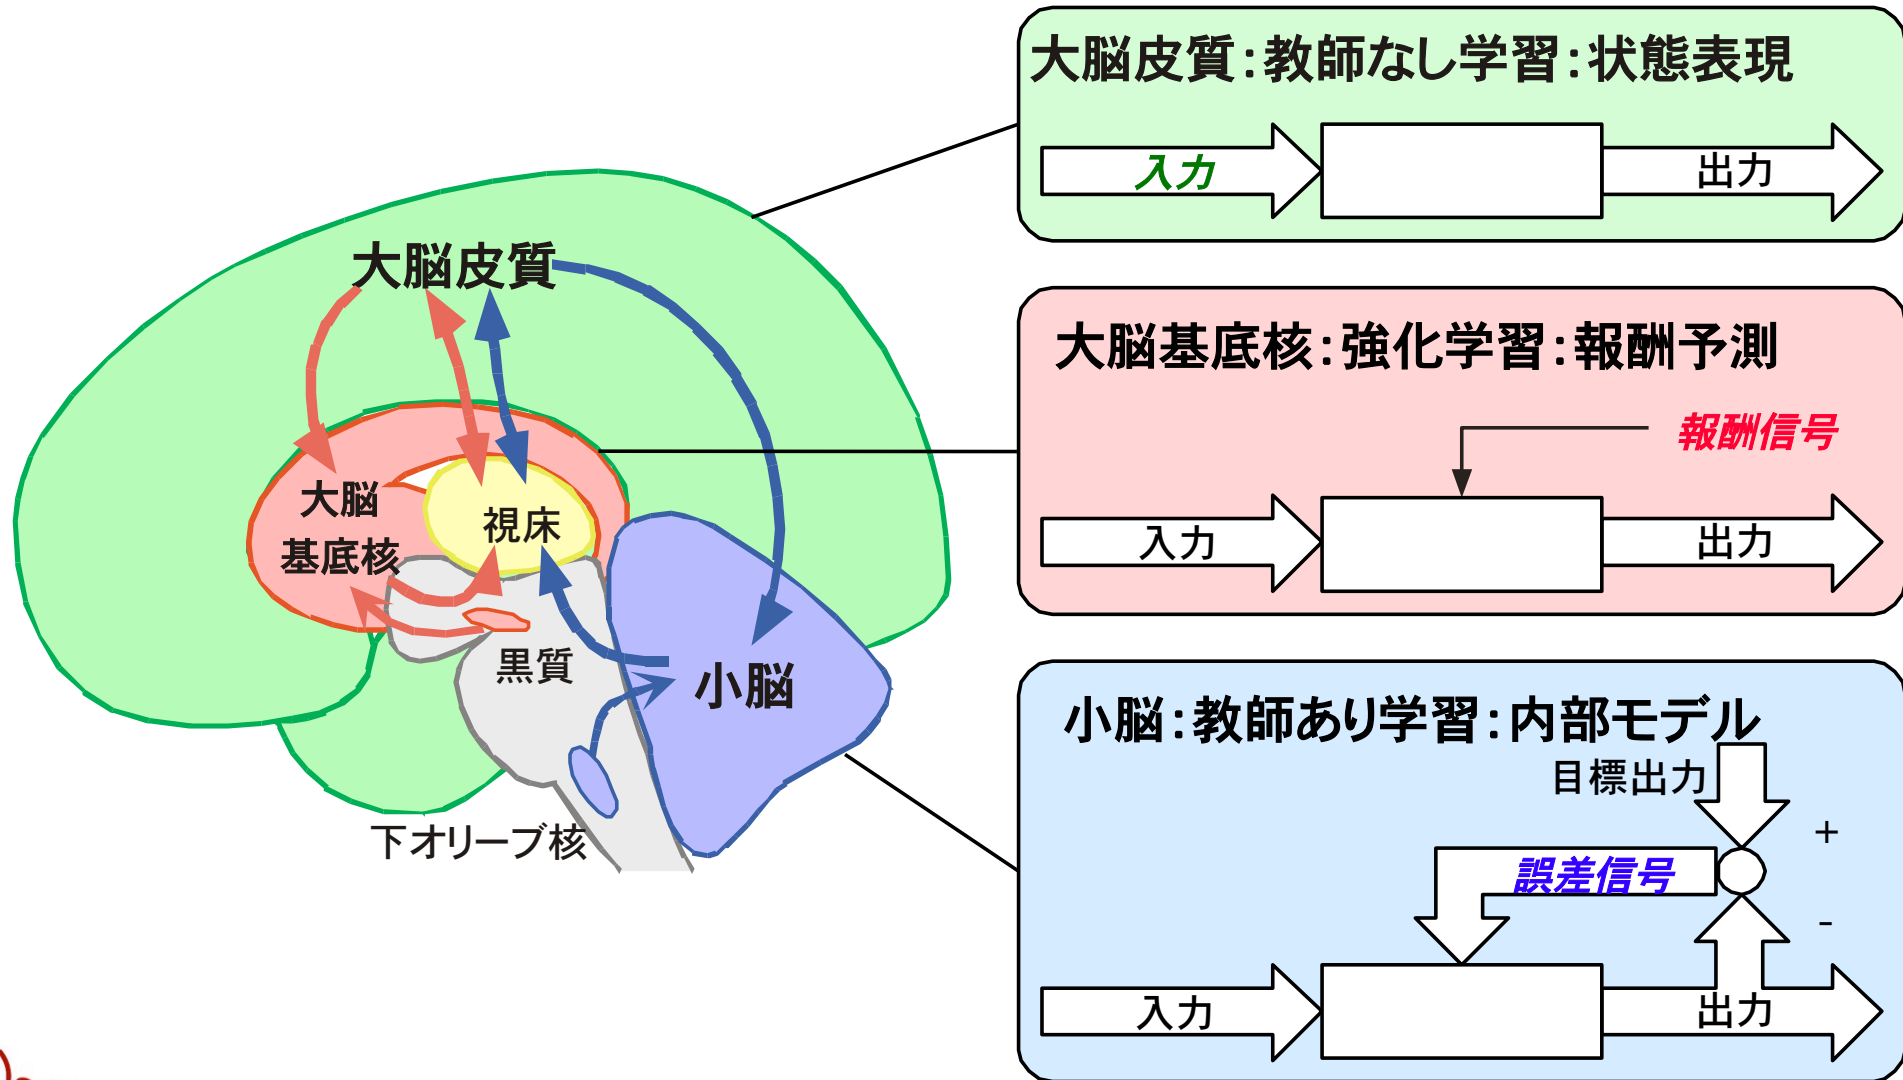 大脳皮質：教師なし学習：状態表現
入力
出力
大脳皮質
大脳基底核：強化学習：報酬予測
報酬信号
入力
出力
大脳
基底核
視床
黒質
小脳
下オリーブ核
小脳：教師あり学習：内部モデル
目標出力
+
誤差信号
-
入力
出力